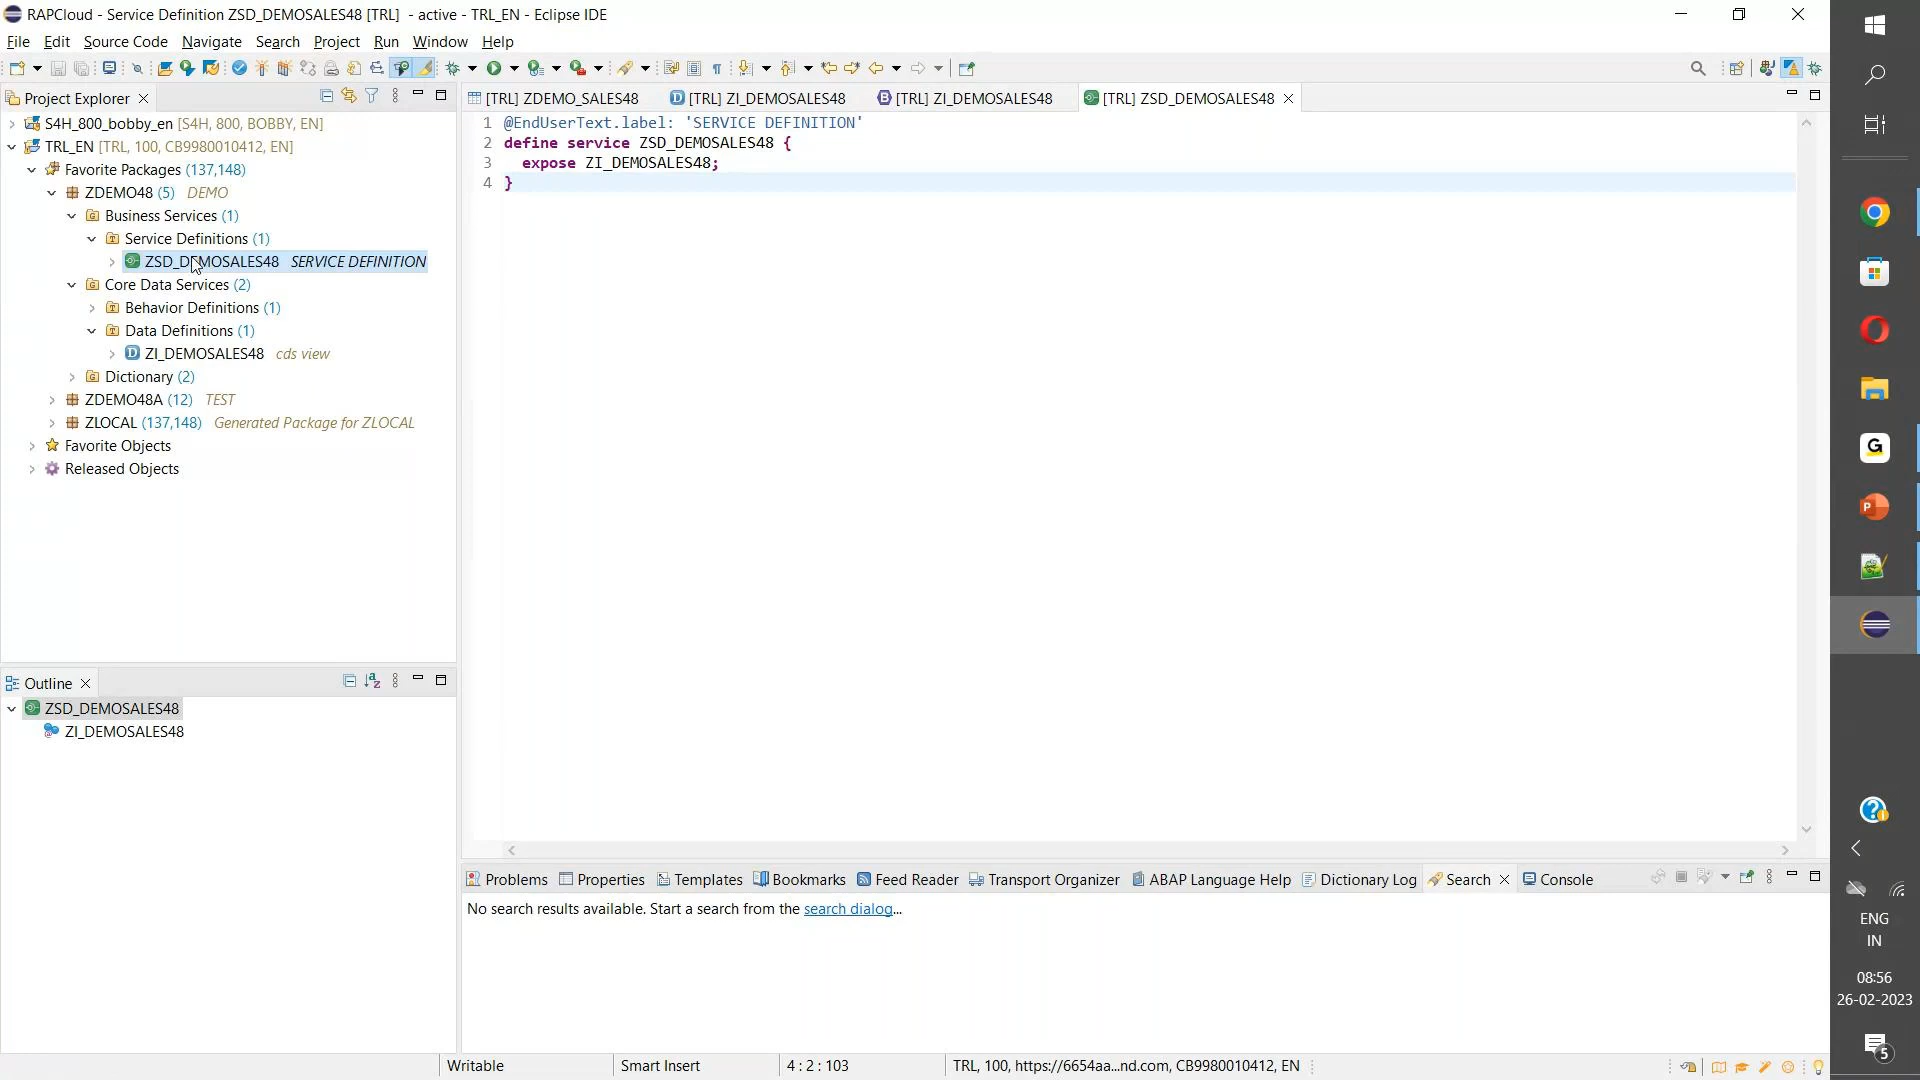 RAPCloud - Service Definition ZSD_DEMOSALES48 [TRL]  - active - TRL_EN - Eclipse IDE
File Edit Source Code Navigate Search Project Run Window Help
Project Explorer
S4H_800_bobby_en [S4H, 800, BOBBY, EN]
TRL_EN [TRL, 100, CB9980010412, EN]
Favorite Packages (137,148)
ZDEMO48 (5) DEMO
Business Services (1)
Service Definitions (1)
ZSD_DEMOSALES48 SERVICE DEFINITION
Core Data Services (2)
Behavior Definitions (1)
Data Definitions (1)
ZI_DEMOSALES48 cds view
Dictionary (2)
ZDEMO48A (12) TEST
ZLOCAL (137,148) Generated Package for ZLOCAL
Favorite Objects
Released Objects
Outline
ZSD_DEMOSALES48
ZI_DEMOSALES48
[TRL] ZDEMO_SALES48 [TRL] ZI_DEMOSALES48 [TRL] ZI_DEMOSALES48 [TRL] ZSD_DEMOSALES48
1 @EndUserText.label: 'SERVICE DEFINITION'
2 define service ZSD_DEMOSALES48 {
3 expose ZI_DEMOSALES48;
4 }
Problems Properties Templates Bookmarks Feed Reader Transport Organizer ABAP Language Help Dictionary Log Search Console
No search results available. Start a search from the search dialog...
Writable Smart Insert 4 : 2 : 103 TRL, 100, https://6654aa...nd.com, CB9980010412, EN
ENG
IN
08:56
26-02-2023
5